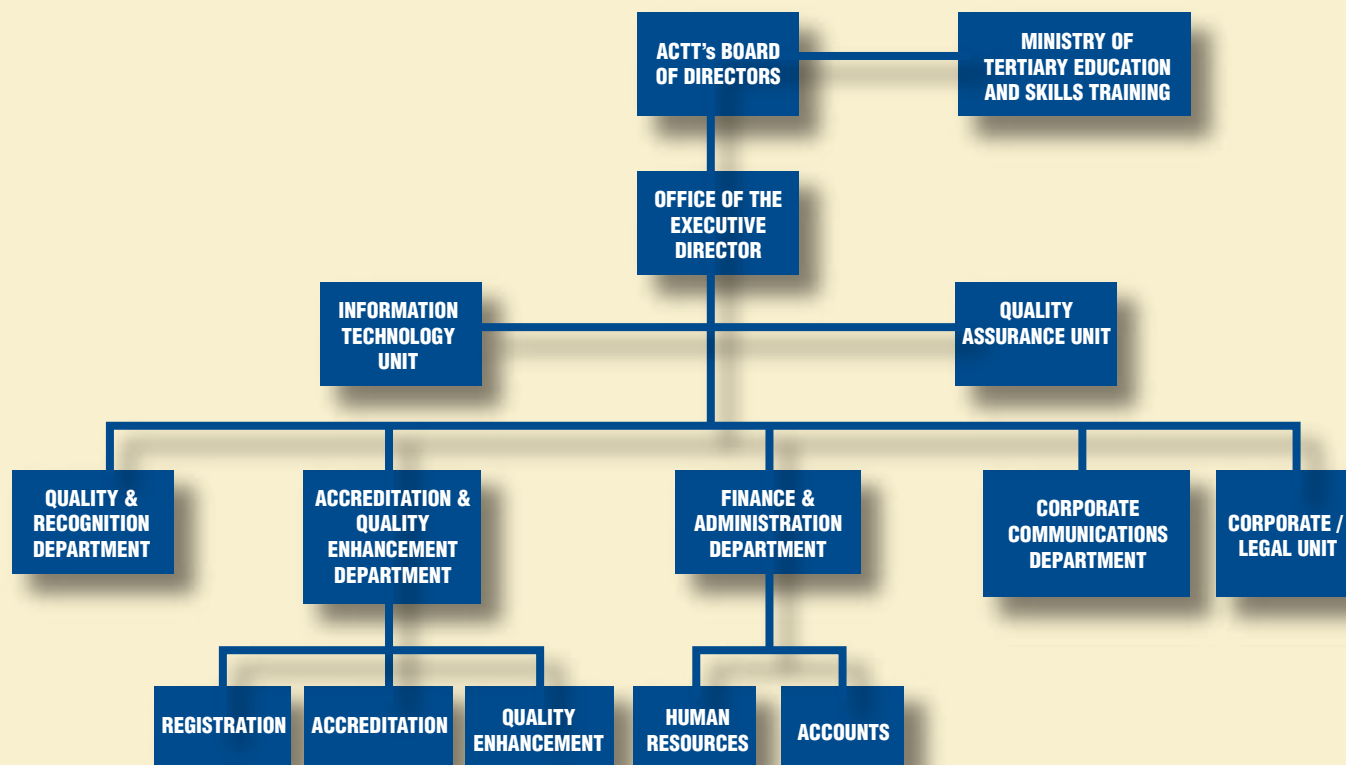 ACTT's BOARD
OF DIRECTORS
MINISTRY OF
TERTIARY EDUCATION
AND SKILLS TRAINING
OFFICE OF THE
EXECUTIVE
DIRECTOR
INFORMATION
TECHNOLOGY
UNIT
QUALITY
ASSURANCE UNIT
QUALITY &
RECOGNITION
DEPARTMENT
ACCREDITATION &
QUALITY
ENHANCEMENT
DEPARTMENT
FINANCE &
ADMINISTRATION
DEPARTMENT
CORPORATE
COMMUNICATIONS
DEPARTMENT
CORPORATE /
LEGAL UNIT
REGISTRATION
ACCREDITATION
QUALITY
ENHANCEMENT
HUMAN
RESOURCES
ACCOUNTS